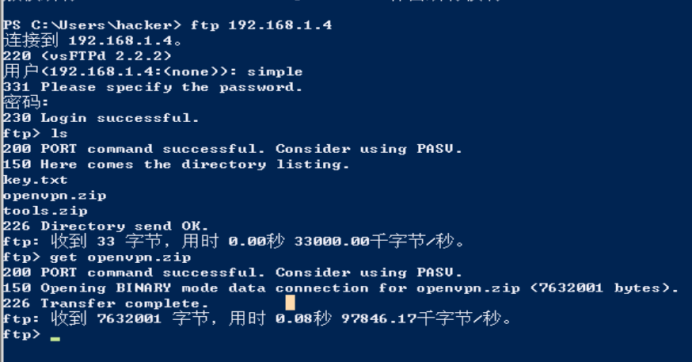 PS C:\Users\hacker> ftp 192.168.1.4
连接到 192.168.1.4。
220 (vsFTPd 2.2.2)
用户(192.168.1.4:(none)): simple
331 Please specify the password.
密码:
230 Login successful.
ftp> ls
200 PORT command successful. Consider using PASV.
150 Here comes the directory listing.
key.txt
openvpn.zip
tools.zip
226 Directory send OK.
ftp: 收到 33 字节，用时 0.00秒 33000.00千字节/秒。
ftp> get openvpn.zip
200 PORT command successful. Consider using PASV.
150 Opening BINARY mode data connection for openvpn.zip (7632001 bytes).
226 Transfer complete.
ftp: 收到 7632001 字节，用时 0.08秒 97846.17千字节/秒。
ftp>